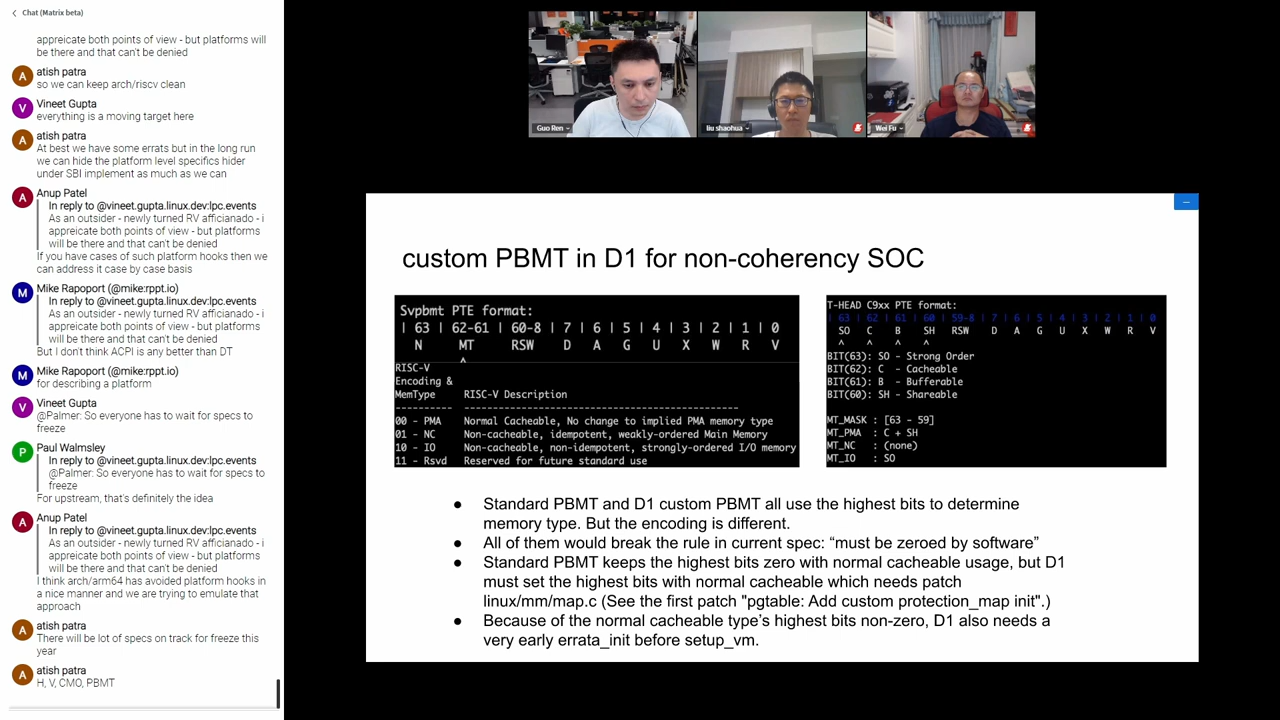 Chat (Matrix beta)
appreicate both points of view - but platforms will
be there and that can't be denied
A
atish patra
so we can keep arch/riscv clean
V
Vineet Gupta
everything is a moving target here
A
atish patra
At best we have some errats but in the long run
we can hide the platform level specifics hider
under SBI implement as much as we can
A
Anup Patel
In reply to @vineet.gupta.linux.dev:lpc.events
As an outsider - newly turned RV afficianado - i
appreicate both points of view - but platforms
will be there and that can't be denied
If you have cases of such platform hooks then we
can address it case by case basis
M
Mike Rapoport (@mike:rppt.io)
In reply to @vineet.gupta.linux.dev:lpc.events
As an outsider - newly turned RV afficianado - i
appreicate both points of view - but platforms
will be there and that can't be denied
But I don't think ACPI is any better than DT
M
Mike Rapoport (@mike:rppt.io)
for describing a platform
V
Vineet Gupta
@Palmer: So everyone has to wait for specs to
freeze
P
Paul Walmsley
In reply to @vineet.gupta.linux.dev:lpc.events
@Palmer: So everyone has to wait for specs to
freeze
For upstream, that's definitely the idea
A
Anup Patel
In reply to @vineet.gupta.linux.dev:lpc.events
As an outsider - newly turned RV afficianado - i
appreicate both points of view - but platforms
will be there and that can't be denied
I think arch/arm64 has avoided platform hooks in
a nice manner and we are trying to emulate that
approach
A
atish patra
There will be lot of specs on track for freeze this
year
A
atish patra
H, V, CMO, PBMT
Guo Ren
liu shaohua
Wei Fu
custom PBMT in D1 for non-coherency SOC
Svpbmt PTE format:
| 63 | 62-61 | 60-8 | 7 | 6 | 5 | 4 | 3 | 2 | 1 | 0
N MT RSW D A G U X W R V
^
RISC-V
Encoding &
MemType RISC-V Description
---------- ------------------------------------------------
00 - PMA Normal Cacheable, No change to implied PMA memory type
01 - NC Non-cacheable, idempotent, weakly-ordered Main Memory
10 - IO Non-cacheable, non-idempotent, strongly-ordered I/O memory
11 - Rsvd Reserved for future standard use
T-HEAD C9xx PTE format:
| 63 | 62 | 61 | 60 | 59-8 | 7 | 6 | 5 | 4 | 3 | 2 | 1 | 0
SO C B SH RSW D A G U X W R V
^ ^ ^ ^
BIT(63): SO - Strong Order
BIT(62): C - Cacheable
BIT(61): B - Bufferable
BIT(60): SH - Shareable
MT_MASK : [63 - 59]
MT_PMA : C + SH
MT_NC : (none)
MT_IO : SO
● Standard PBMT and D1 custom PBMT all use the highest bits to determine
memory type. But the encoding is different.
● All of them would break the rule in current spec: “must be zeroed by software”
● Standard PBMT keeps the highest bits zero with normal cacheable usage, but D1
must set the highest bits with normal cacheable which needs patch
linux/mm/map.c (See the first patch "pgtable: Add custom protection_map init".)
● Because of the normal cacheable type’s highest bits non-zero, D1 also needs a
very early errata_init before setup_vm.